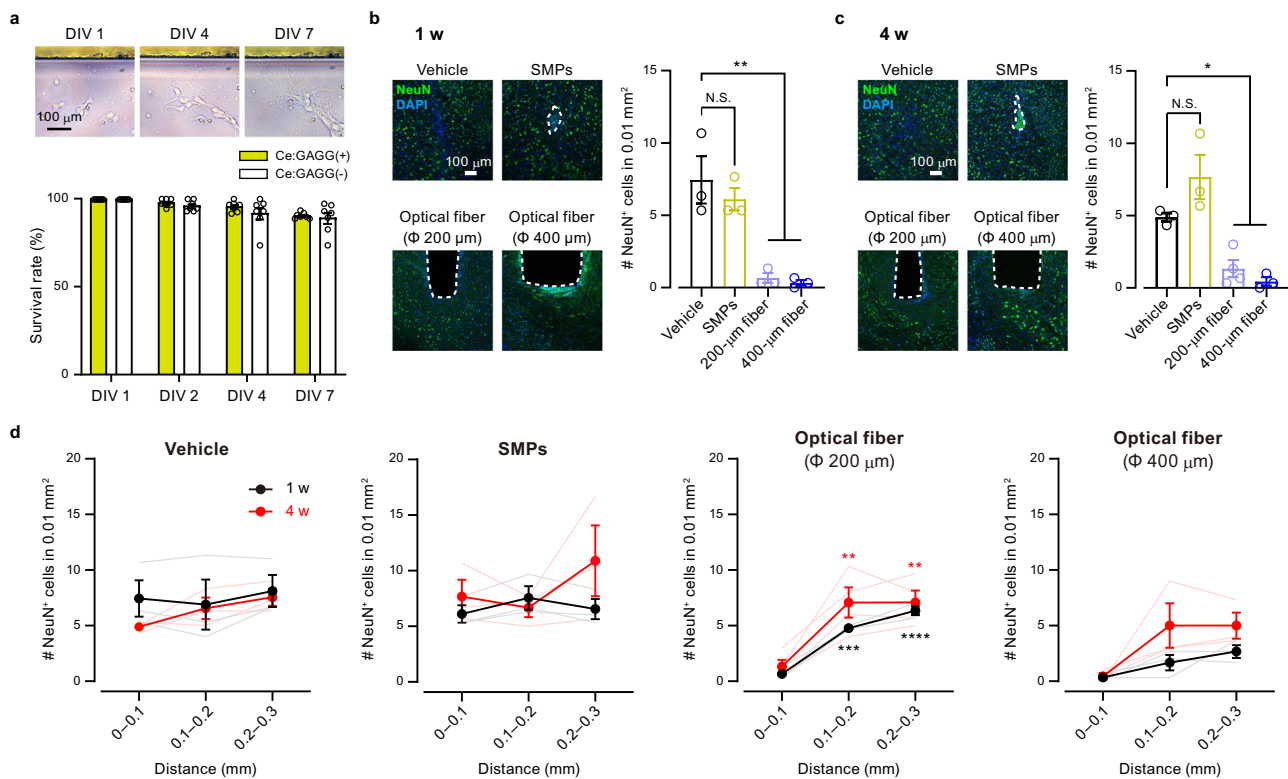 a
DIV 1 DIV 4 DIV 7
100 μm
Ce:GAGG(+)
Ce:GAGG(-)
Survival rate (%)
100
50
0
DIV 1 DIV 2 DIV 4 DIV 7
b
1 w
Vehicle SMPs
NeuN
DAPI
100 μm
Optical fiber
(Φ 200 μm)
Optical fiber
(Φ 400 μm)
# NeuN⁺ cells in 0.01 mm²
15
10
5
0
**
N.S.
Vehicle
SMPs
200-μm fiber
400-μm fiber
c
4 w
Vehicle SMPs
NeuN
DAPI
100 μm
Optical fiber
(Φ 200 μm)
Optical fiber
(Φ 400 μm)
# NeuN⁺ cells in 0.01 mm²
15
10
5
0
*
N.S.
Vehicle
SMPs
200-μm fiber
400-μm fiber
d
Vehicle
# NeuN⁺ cells in 0.01 mm²
20
15
10
5
0
1 w
4 w
0–0.1
0.1–0.2
0.2–0.3
Distance (mm)
SMPs
# NeuN⁺ cells in 0.01 mm²
20
15
10
5
0
0–0.1
0.1–0.2
0.2–0.3
Distance (mm)
Optical fiber
(Φ 200 μm)
# NeuN⁺ cells in 0.01 mm²
20
15
10
5
0
** **
*** ****
0–0.1
0.1–0.2
0.2–0.3
Distance (mm)
Optical fiber
(Φ 400 μm)
# NeuN⁺ cells in 0.01 mm²
20
15
10
5
0
0–0.1
0.1–0.2
0.2–0.3
Distance (mm)